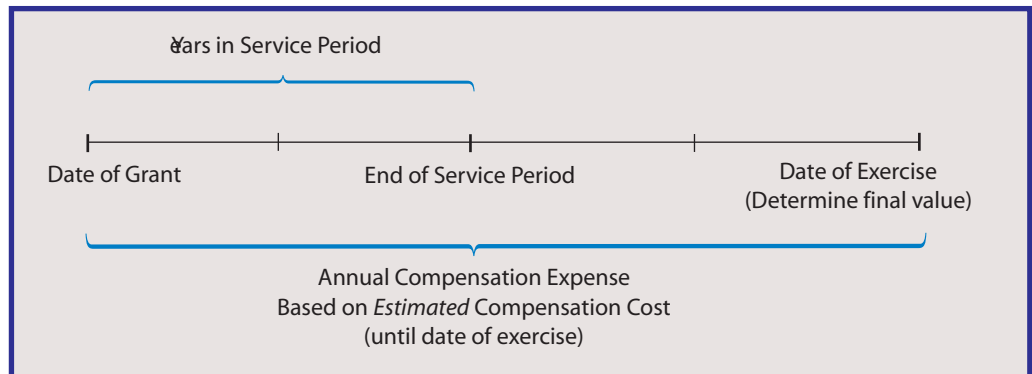 Years in Service Period
Date of Grant
End of Service Period
Date of Exercise
(Determine final value)
Annual Compensation Expense
Based on Estimated Compensation Cost
(until date of exercise)